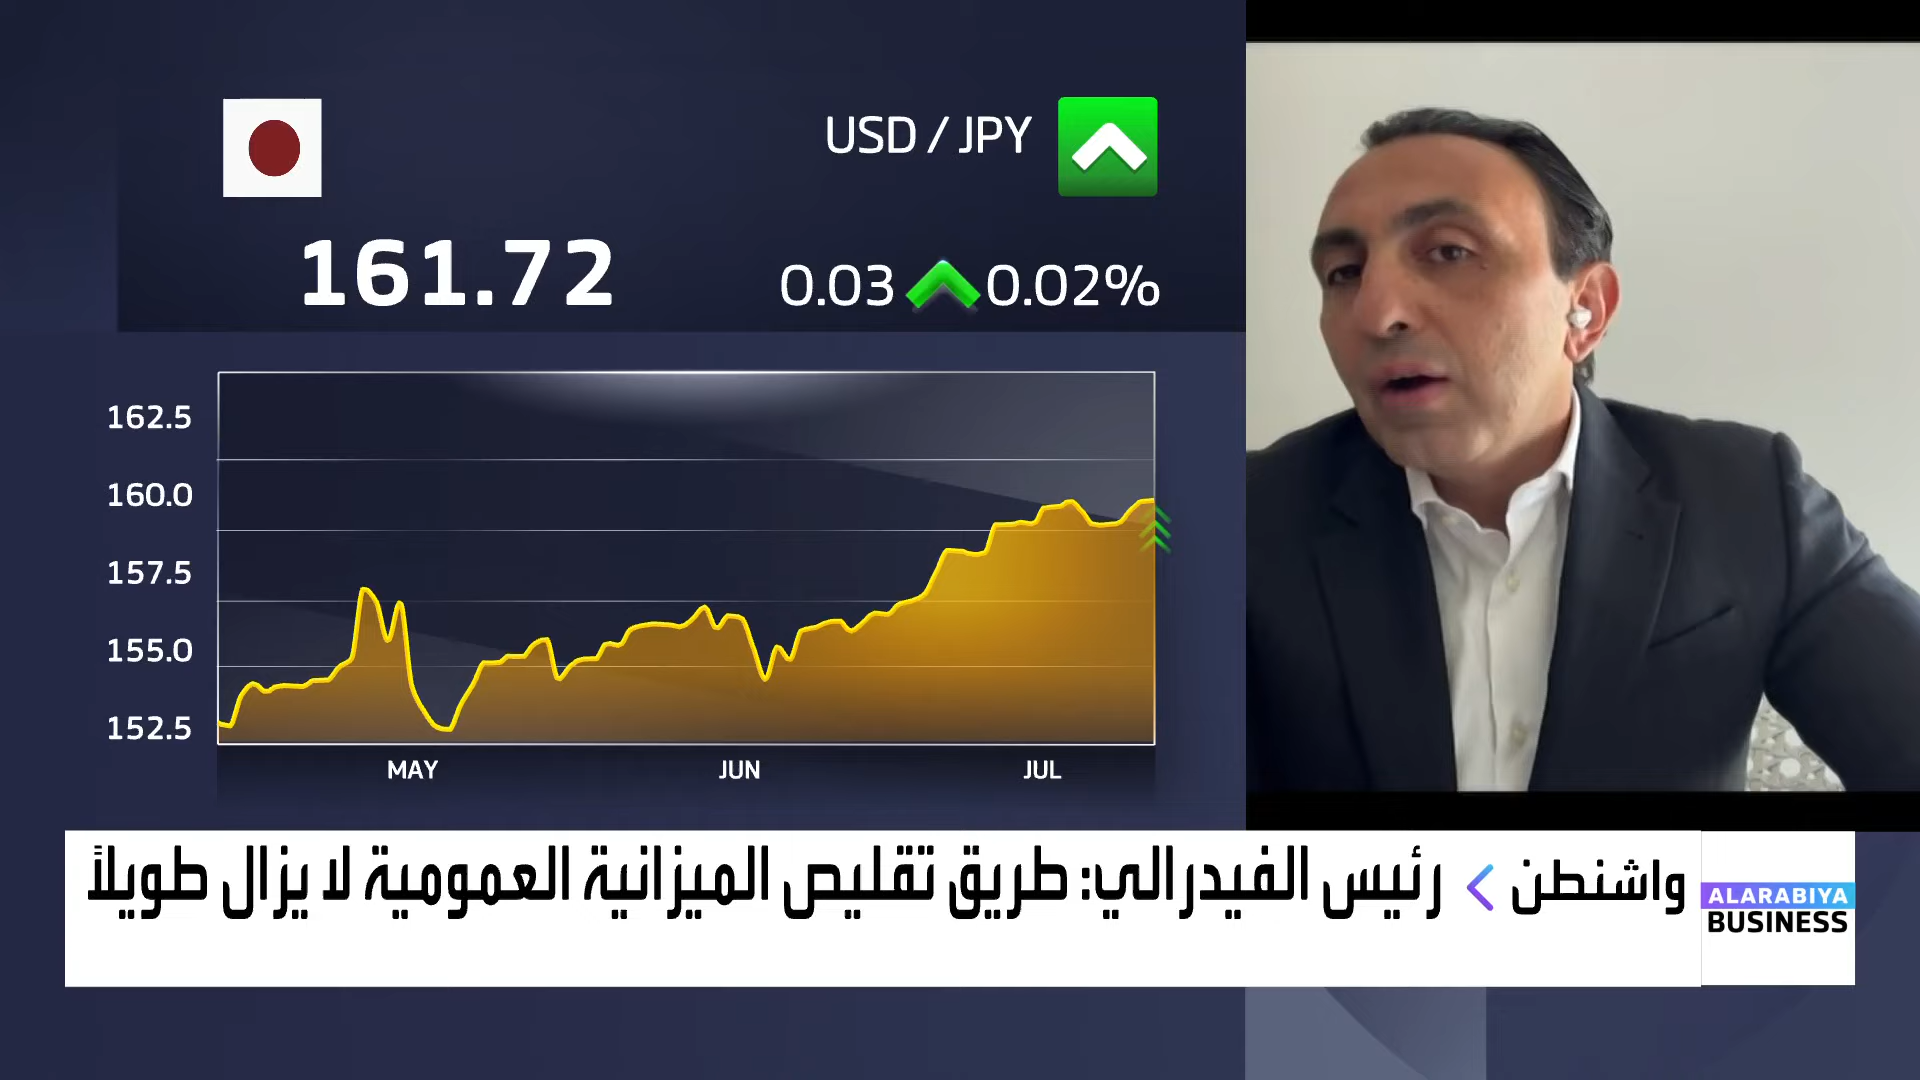 USD / JPY
161.72
0.03 0.02%
162.5
160.0
157.5
155.0
152.5
MAY JUN JUL
واشنطن رئيس الفيدرالي: طريق تقليص الميزانية العمومية لا يزال طويلاً
ALARABIYA
BUSINESS